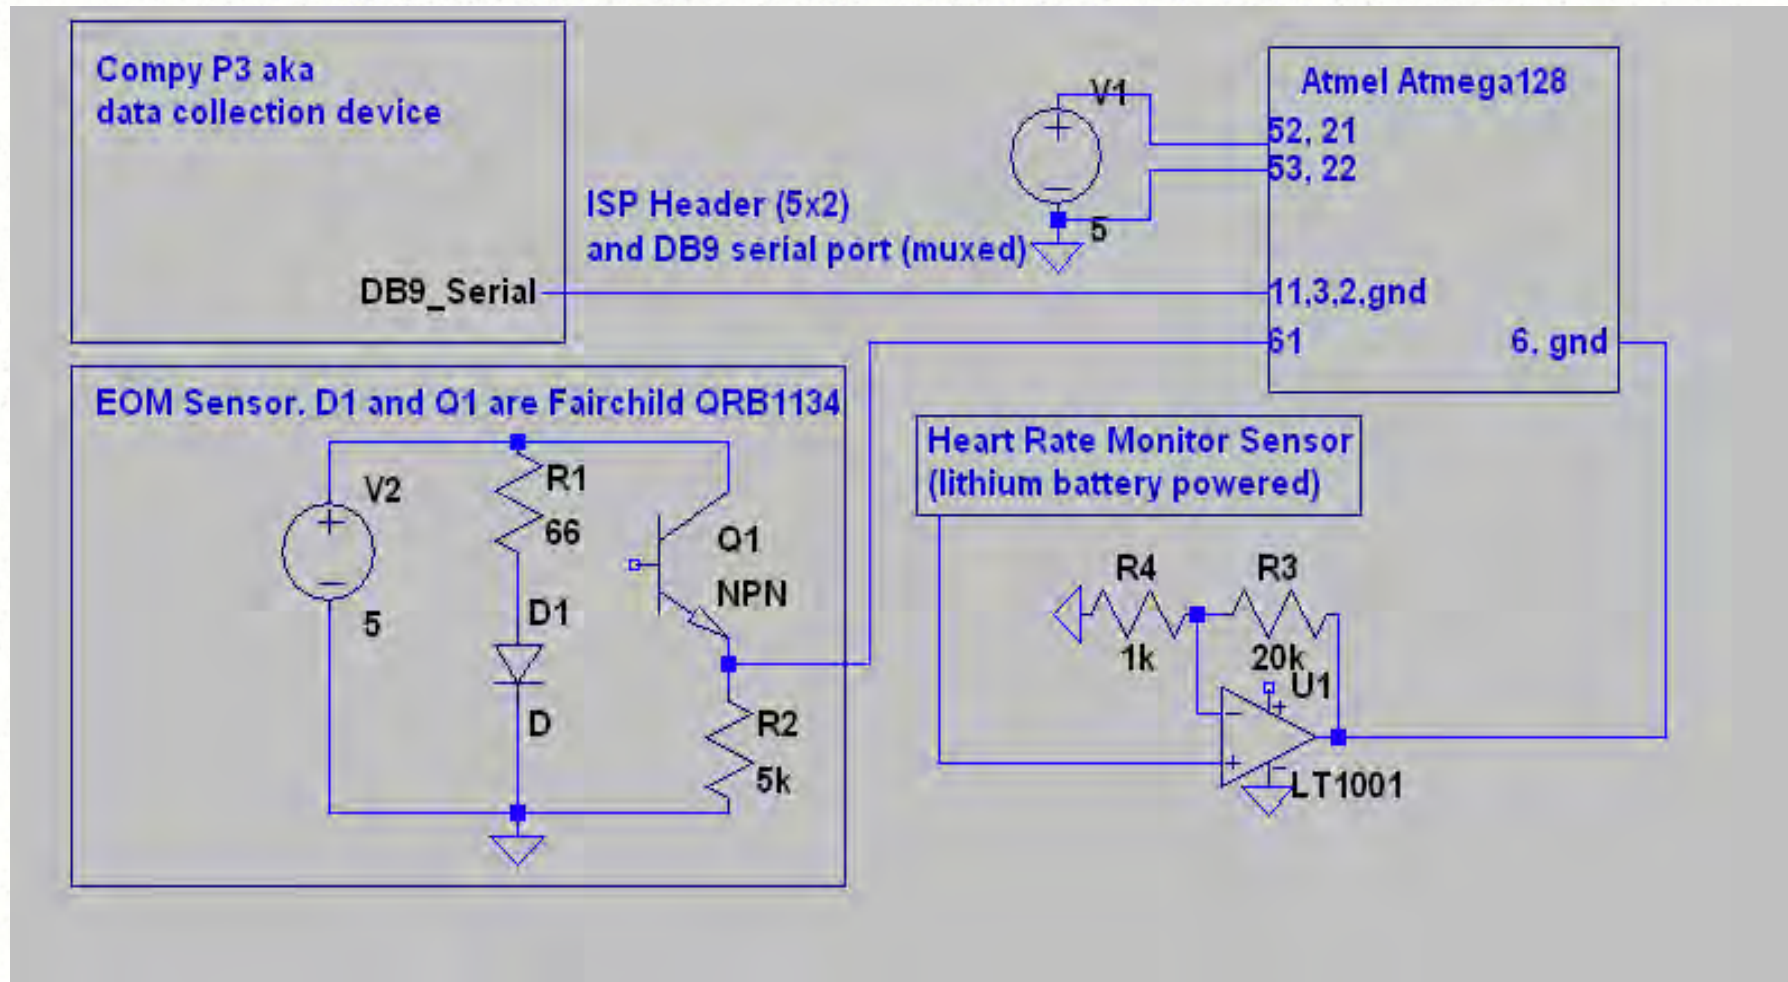 Compy P3 aka
data collection device
DB9_Serial
ISP Header (5x2)
and DB9 serial port (muxed)
V1
5
Atmel Atmega128
52, 21
53, 22
11,3,2,gnd
61
6. gnd
EOM Sensor. D1 and Q1 are Fairchild QRB1134
V2
5
R1
66
D1
D
Q1
NPN
R2
5k
Heart Rate Monitor Sensor
(lithium battery powered)
R4
1k
R3
20k
U1
LT1001